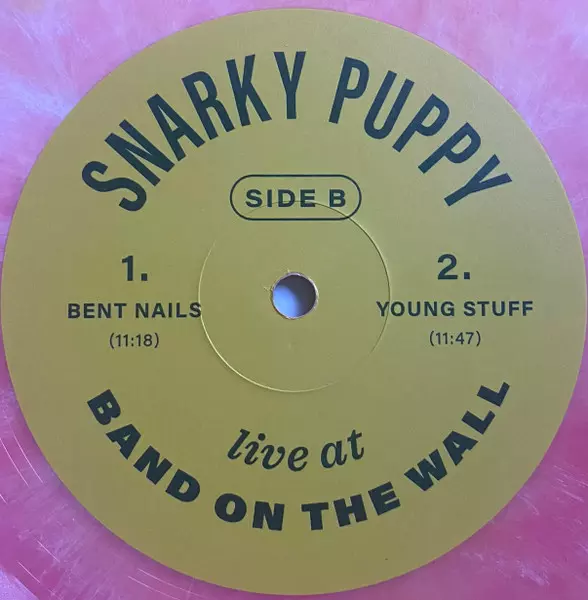 SNARKY PUPPY
SIDE B
1.
BENT NAILS
(11:18)
2.
YOUNG STUFF
(11:47)
live at
BAND ON THE WALL